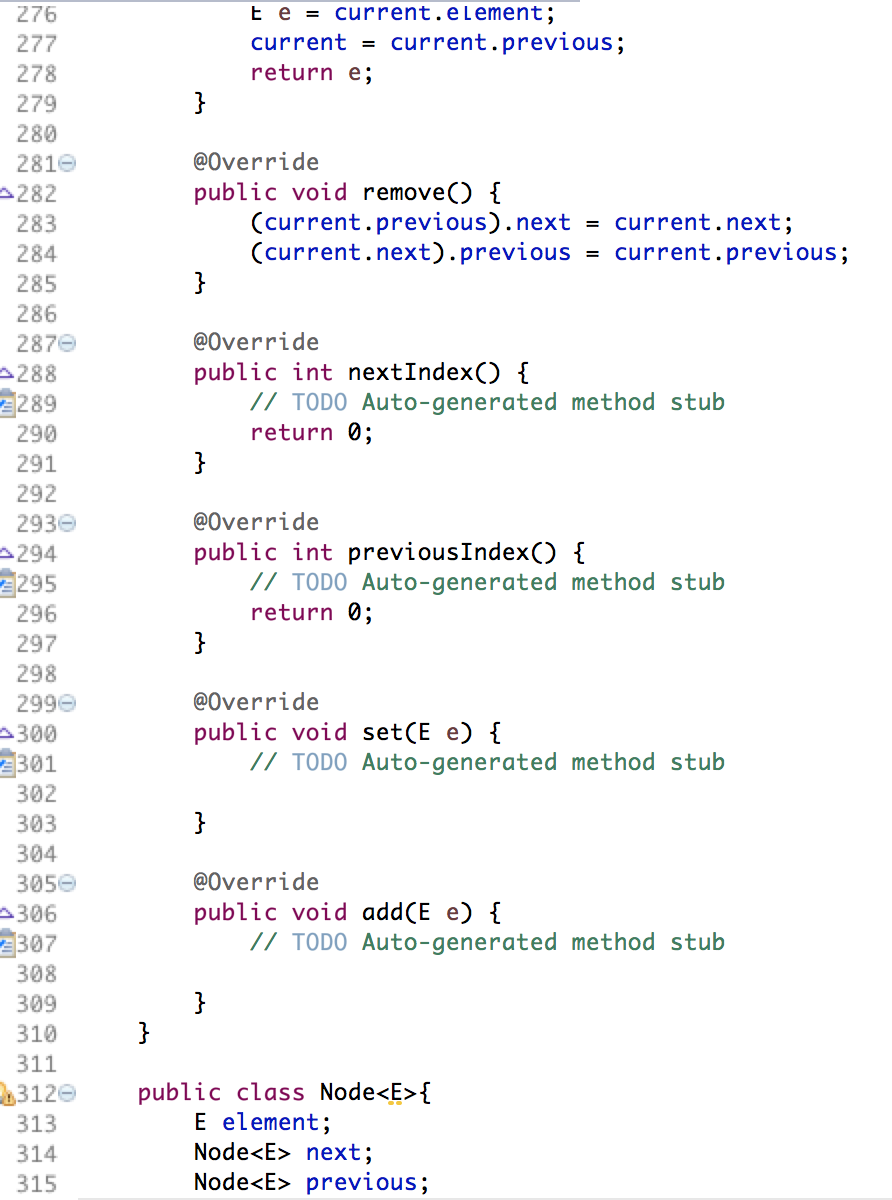 276 E e = current.element;
277 current = current.previous;
278 return e;
279 }
280
281 @Override
282 public void remove() {
283 (current.previous).next = current.next;
284 (current.next).previous = current.previous;
285 }
286
287 @Override
288 public int nextIndex() {
289 // TODO Auto-generated method stub
290 return 0;
291 }
292
293 @Override
294 public int previousIndex() {
295 // TODO Auto-generated method stub
296 return 0;
297 }
298
299 @Override
300 public void set(E e) {
301 // TODO Auto-generated method stub
302
303 }
304
305 @Override
306 public void add(E e) {
307 // TODO Auto-generated method stub
308
309 }
310 }
311
312 public class Node<E>{
313 E element;
314 Node<E> next;
315 Node<E> previous;